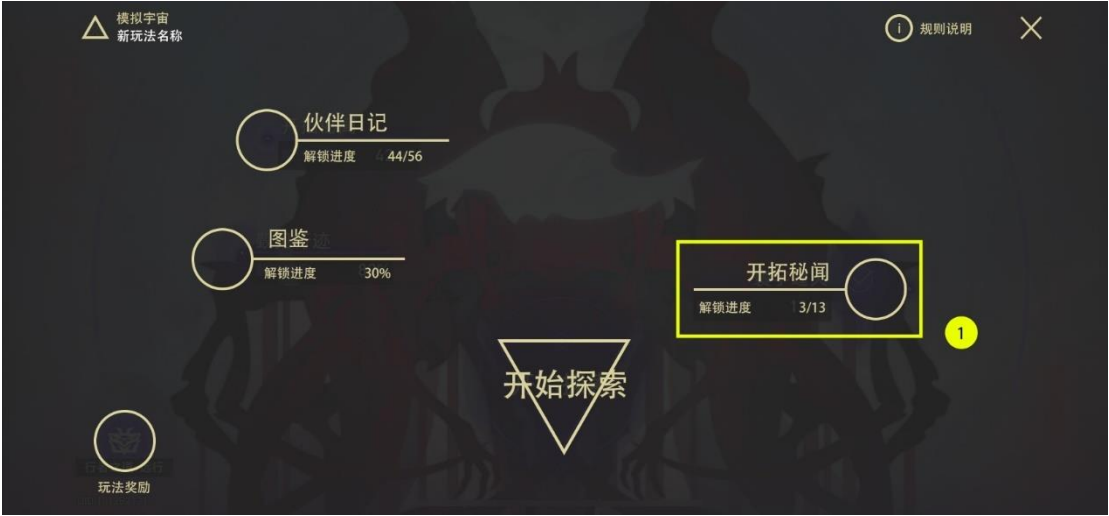 模拟宇宙
新玩法名称
规则说明
伙伴日记
解锁进度 44/56
图鉴
解锁进度 30%
开拓秘闻
解锁进度 3/13
1
开始探索
玩法奖励